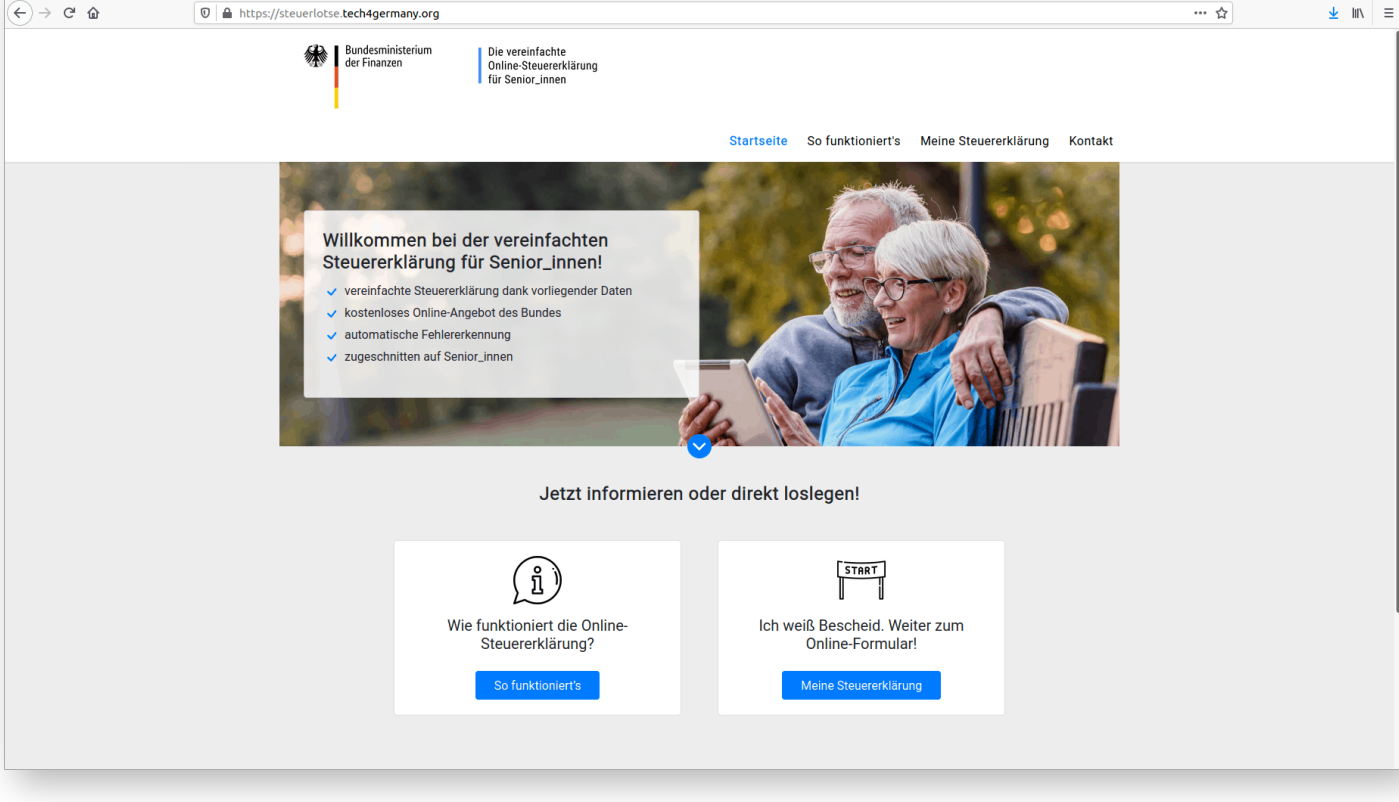 https://steuerlotse.tech4germany.org
Bundesministerium
der Finanzen
Die vereinfachte
Online-Steuererklärung
für Senior_innen
Startseite So funktioniert's Meine Steuererklärung Kontakt
Willkommen bei der vereinfachten
Steuererklärung für Senior_innen!
vereinfachte Steuererklärung dank vorliegender Daten
kostenloses Online-Angebot des Bundes
automatische Fehlererkennung
zugeschnitten auf Senior_innen
Jetzt informieren oder direkt loslegen!
START
Wie funktioniert die Online-
Steuererklärung?
So funktioniert's
Ich weiß Bescheid. Weiter zum
Online-Formular!
Meine Steuererklärung